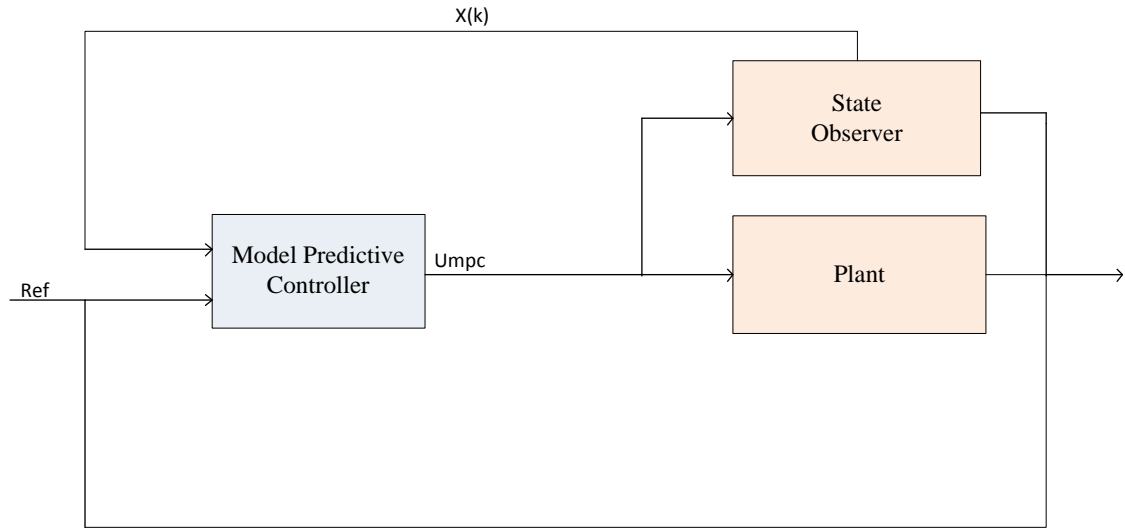 X(k)
State
Observer
Model Predictive
Controller
Umpc
Plant
Ref